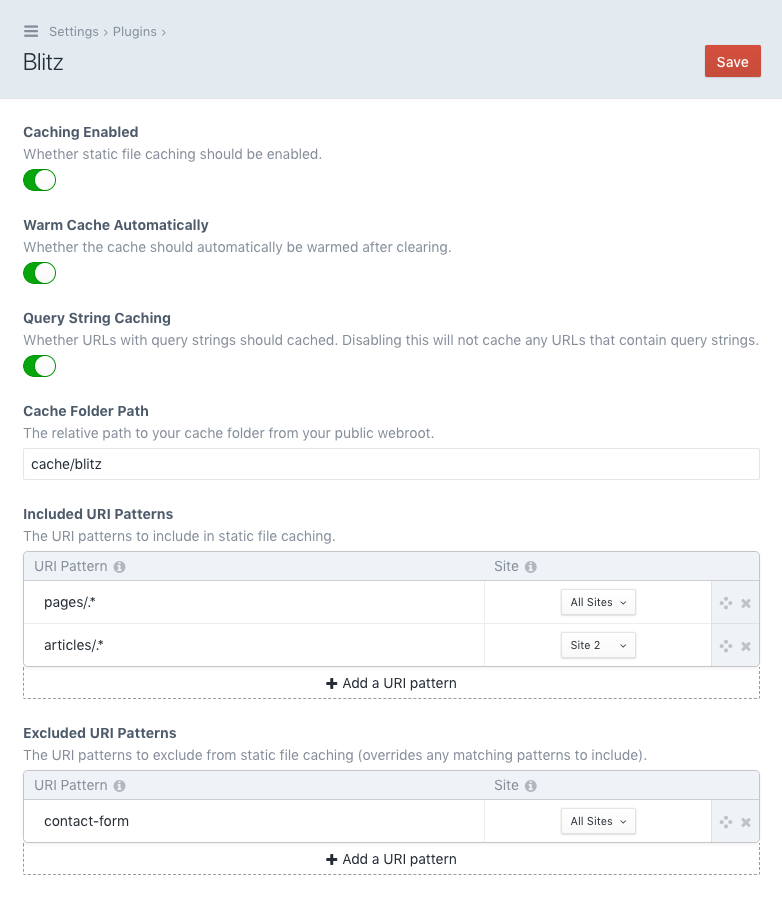 Settings › Plugins ›
Blitz
Save
Caching Enabled
Whether static file caching should be enabled.
Warm Cache Automatically
Whether the cache should automatically be warmed after clearing.
Query String Caching
Whether URLs with query strings should cached. Disabling this will not cache any URLs that contain query strings.
Cache Folder Path
The relative path to your cache folder from your public webroot.
cache/blitz
Included URI Patterns
The URI patterns to include in static file caching.
URI Pattern Site
pages/.* All Sites
articles/.* Site 2
Add a URI pattern
Excluded URI Patterns
The URI patterns to exclude from static file caching (overrides any matching patterns to include).
URI Pattern Site
contact-form All Sites
Add a URI pattern